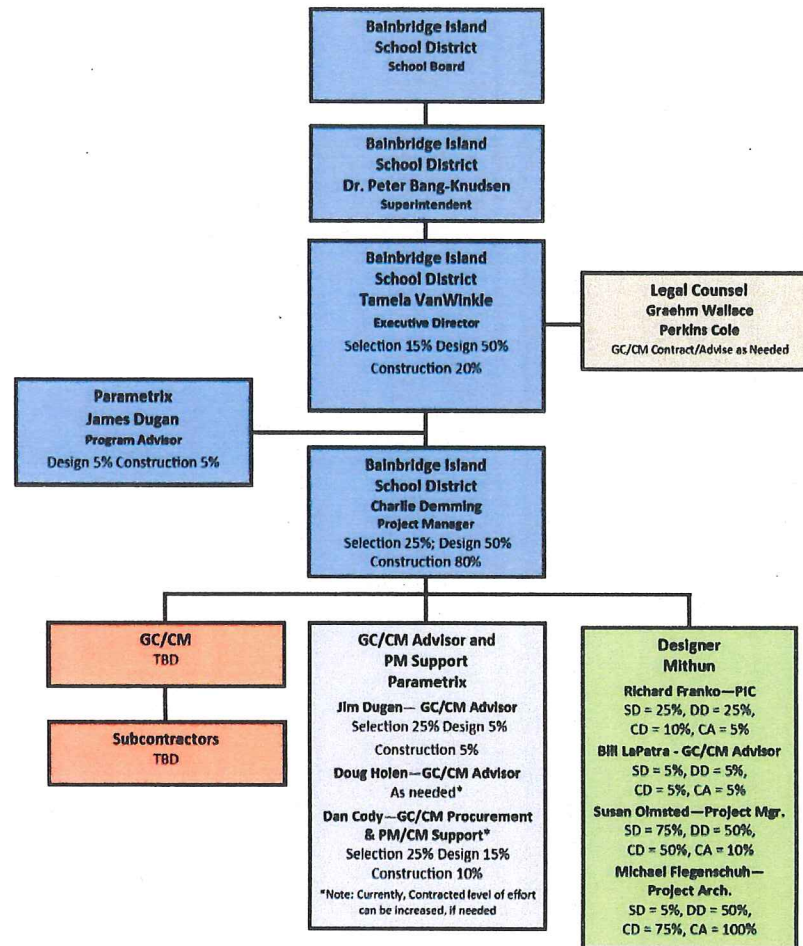 Bainbridge Island
School District
School Board
Bainbridge Island
School District
Dr. Peter Bang-Knudsen
Superintendent
Bainbridge Island
School District
Tamela VanWinkle
Executive Director
Selection 15% Design 50%
Construction 20%
Legal Counsel
Graehm Wallace
Perkins Cole
GC/CM Contract/Advise as Needed
Parametrix
James Dugan
Program Advisor
Design 5% Construction 5%
Bainbridge Island
School District
Charlie Demming
Project Manager
Selection 25%; Design 50%
Construction 80%
GC/CM
TBD
Subcontractors
TBD
GC/CM Advisor and
PM Support
Parametrix
Jim Dugan— GC/CM Advisor
Selection 25% Design 5%
Construction 5%
Doug Holen—GC/CM Advisor
As needed*
Dan Cody—GC/CM Procurement
& PM/CM Support*
Selection 25% Design 15%
Construction 10%
*Note: Currently, Contracted level of effort
can be increased, if needed
Designer
Mithun
Richard Franko—PIC
SD = 25%, DD = 25%,
CD = 10%, CA = 5%
Bill LaPatra - GC/CM Advisor
SD = 5%, DD = 5%,
CD = 5%, CA = 5%
Susan Olmsted—Project Mgr.
SD = 75%, DD = 50%,
CD = 50%, CA = 10%
Michael Fiegenschuh—
Project Arch.
SD = 5%, DD = 50%,
CD = 75%, CA = 100%